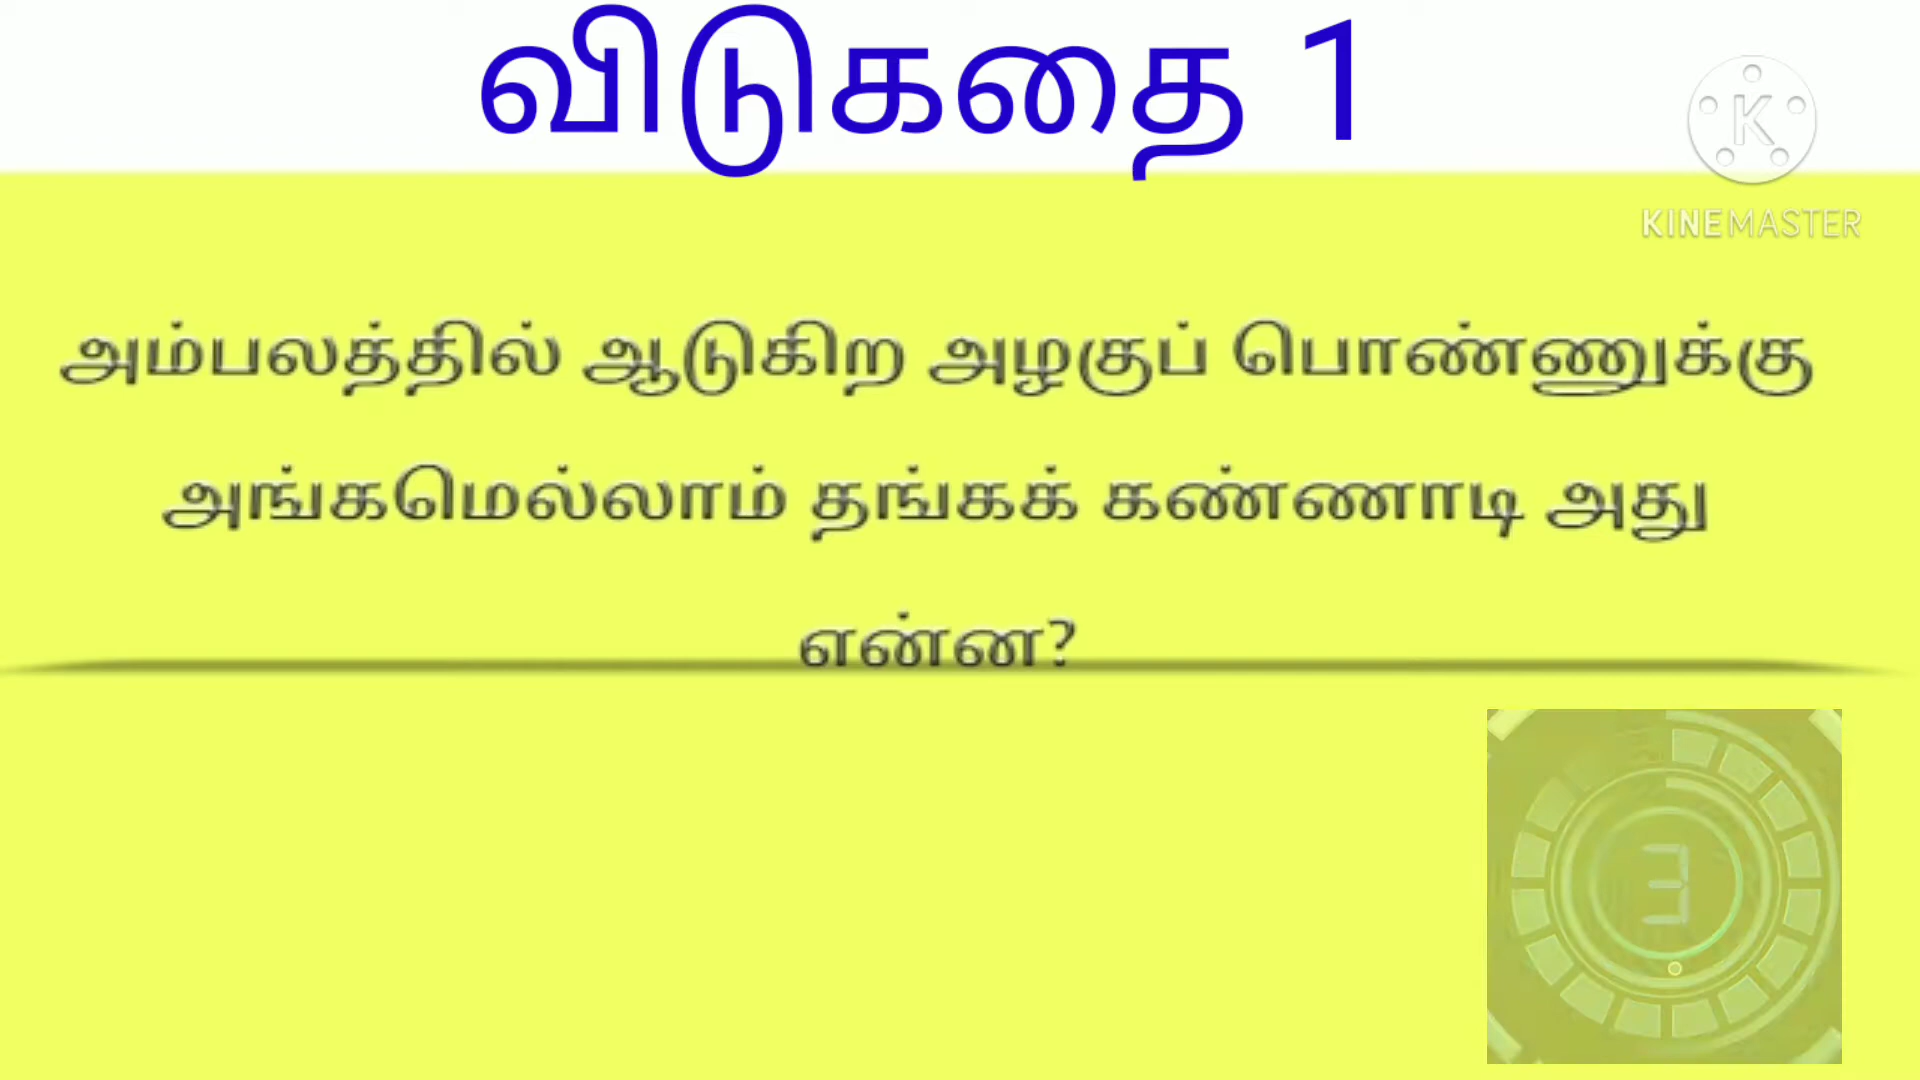 விடுகதை 1
KINEMASTER
அம்பலத்தில் ஆடுகிற அழகுப் பொண்ணுக்கு
அங்கமெல்லாம் தங்கக் கண்ணாடி அது
என்ன?
3